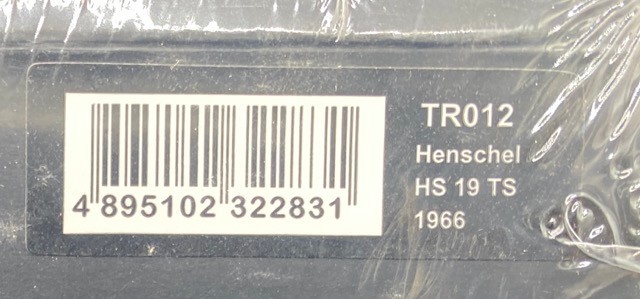 TR012
Henschel
HS 19 TS
1966
4 895102 322831